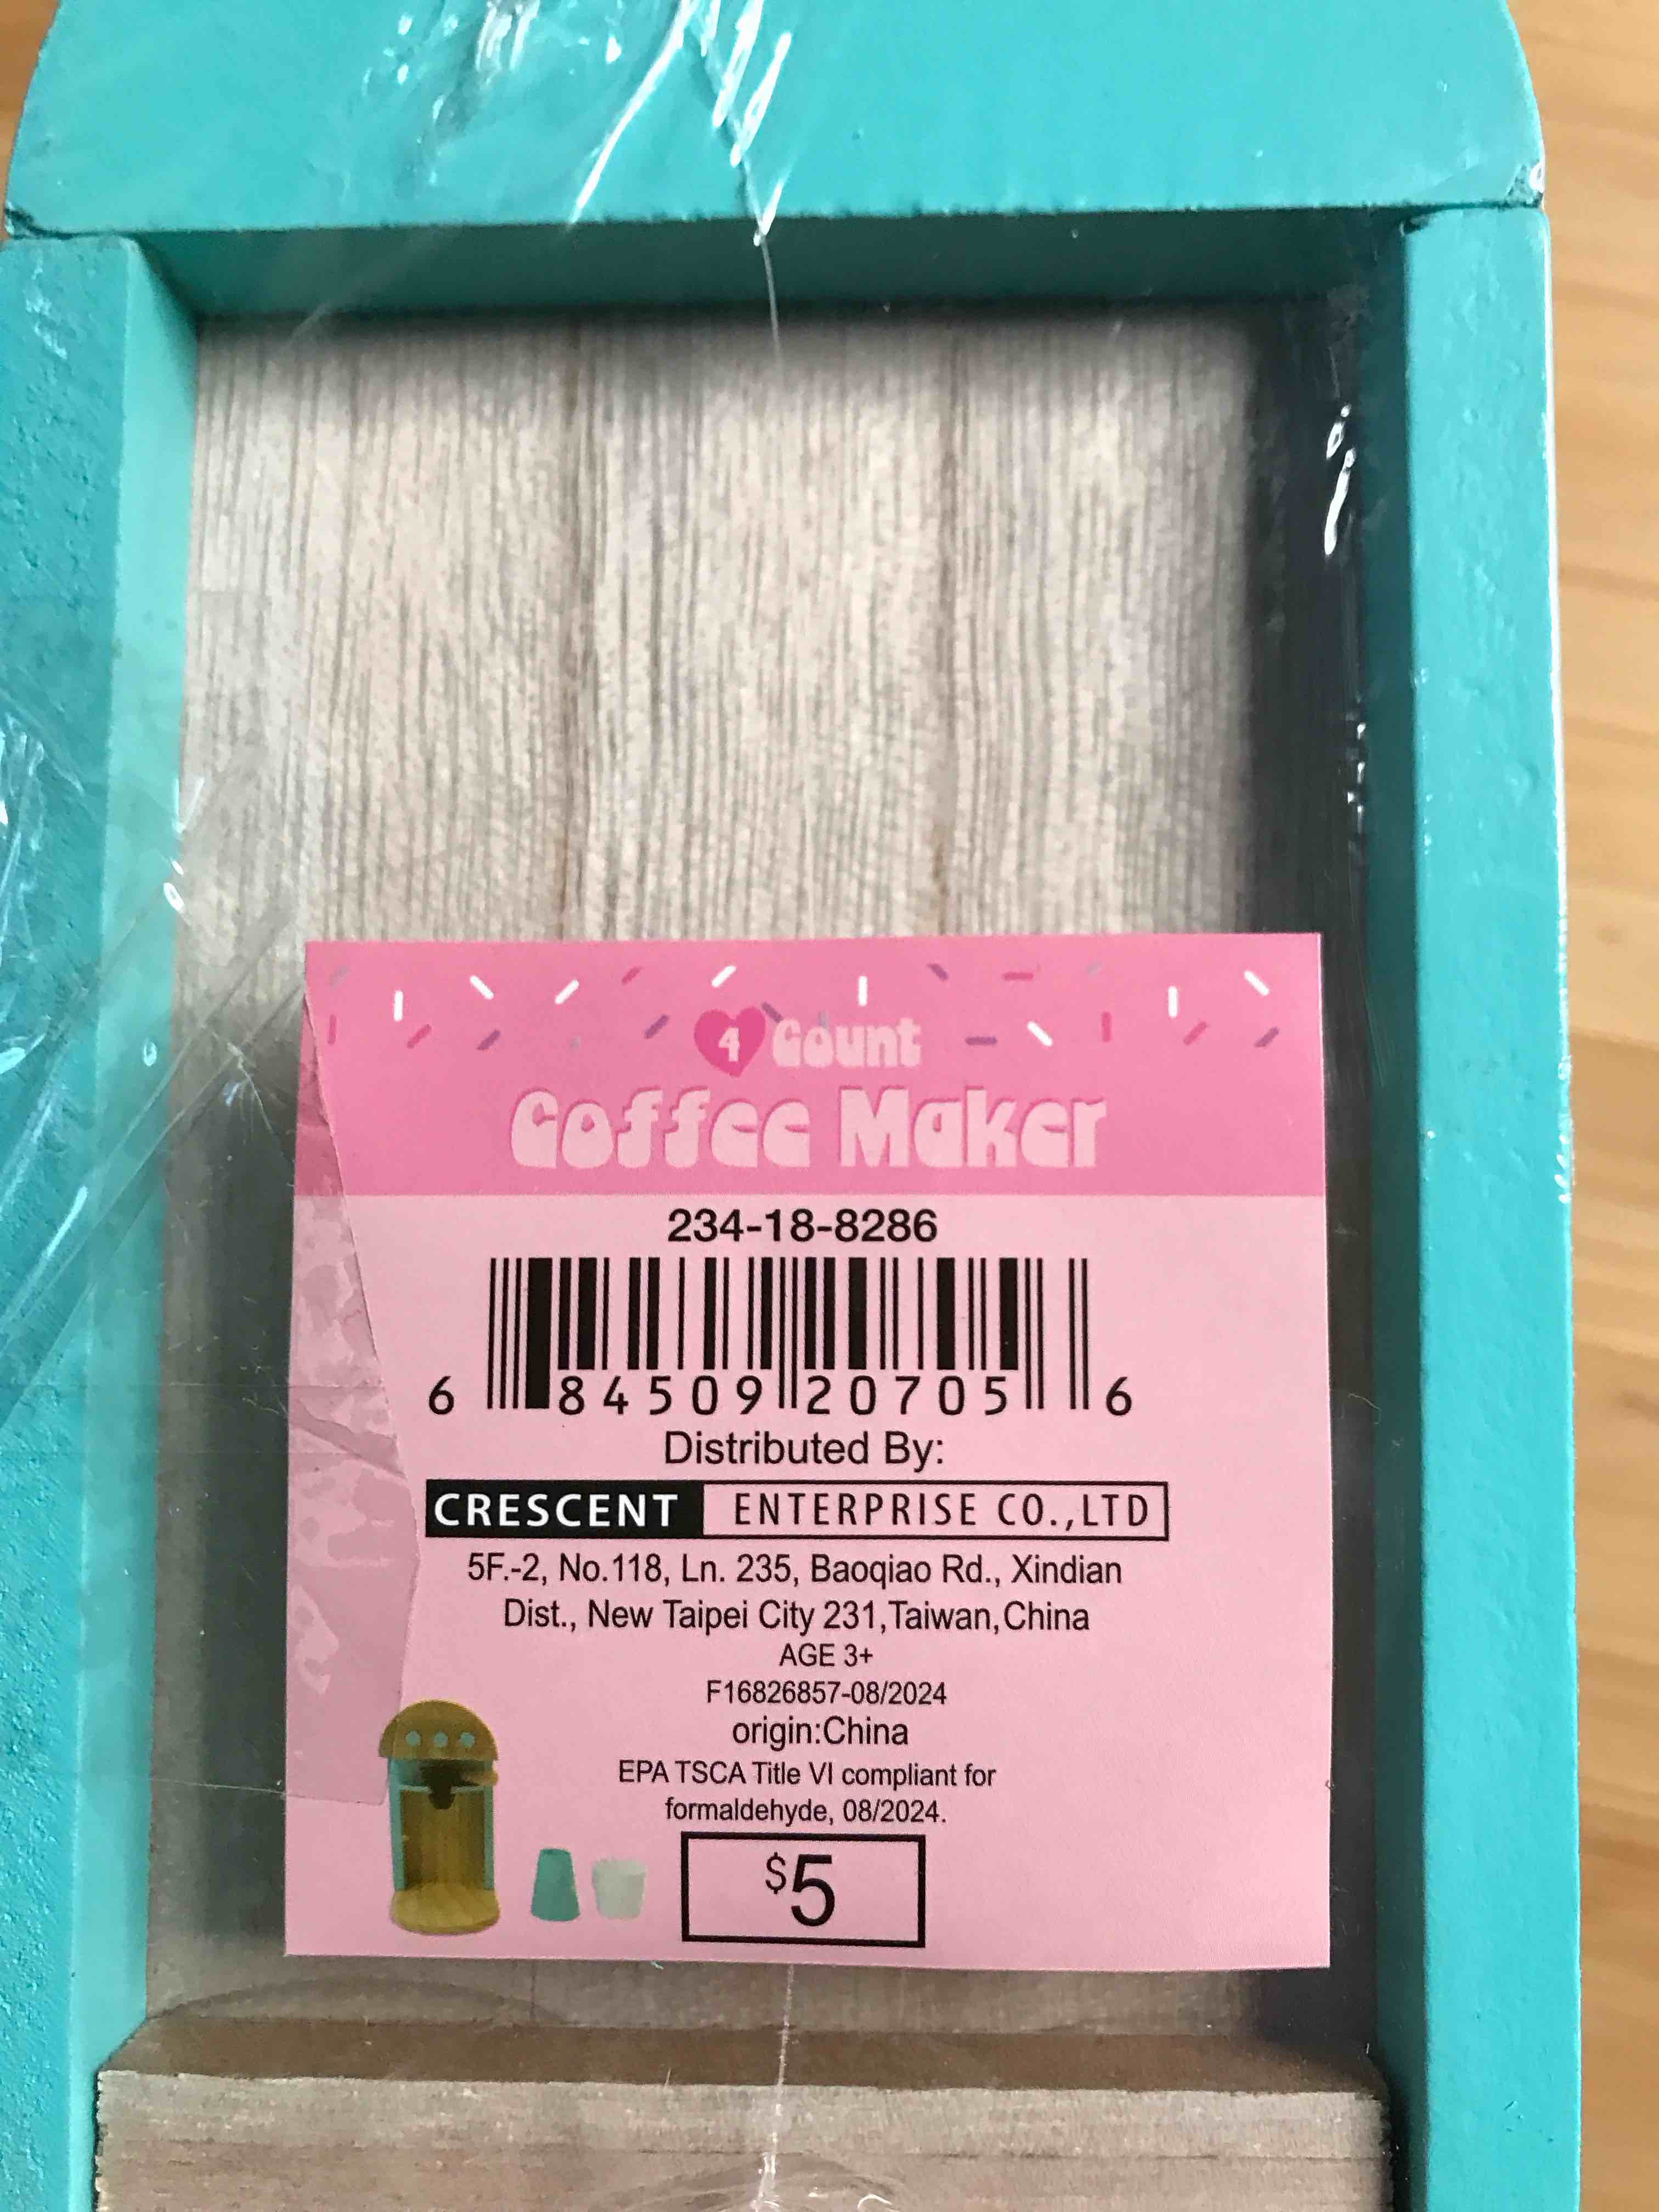 4 Count
Coffee Maker
234-18-8286
6 84509 20705 6
Distributed By:
CRESCENT ENTERPRISE CO.,LTD
5F.-2, No.118, Ln. 235, Baoqiao Rd., Xindian
Dist., New Taipei City 231,Taiwan,China
AGE 3+
F16826857-08/2024
origin:China
EPA TSCA Title VI compliant for
formaldehyde, 08/2024.
$5